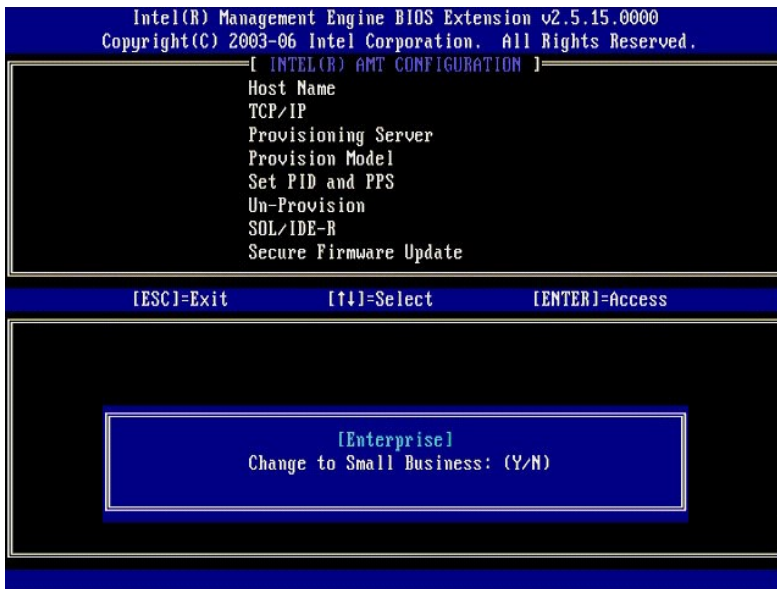 Intel(R) Management Engine BIOS Extension v2.5.15.0000
Copyright(C) 2003-06 Intel Corporation. All Rights Reserved.
[ INTEL(R) AMT CONFIGURATION ]
Host Name
TCP/IP
Provisioning Server
Provision Model
Set PID and PPS
Un-Provision
SOL/IDE-R
Secure Firmware Update
[ESC]=Exit [↑↓]=Select [ENTER]=Access
[Enterprise]
Change to Small Business: (Y/N)